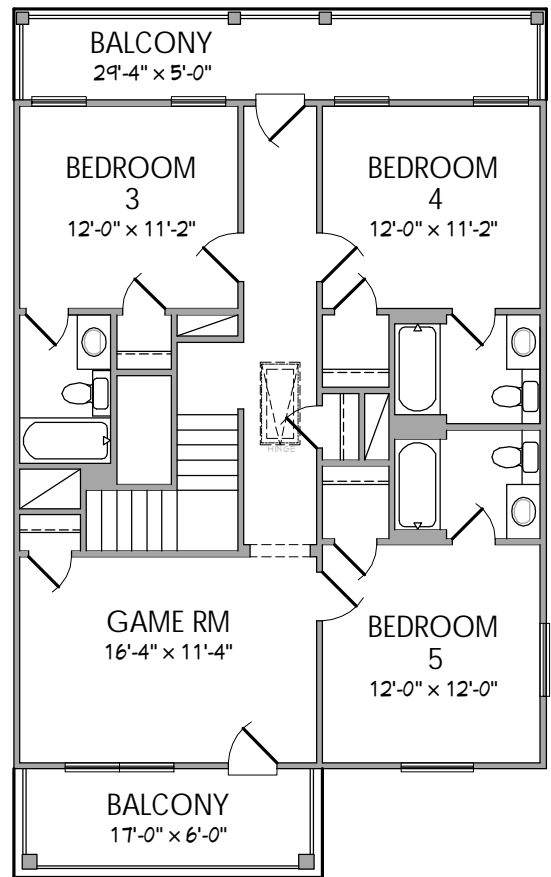 BALCONY
29'-4" x 5'-0"
BEDROOM
3
12'-0" x 11'-2"
BEDROOM
4
12'-0" x 11'-2"
HINGE
GAME RM
16'-4" x 11'-4"
BEDROOM
5
12'-0" x 12'-0"
BALCONY
17'-0" x 6'-0"